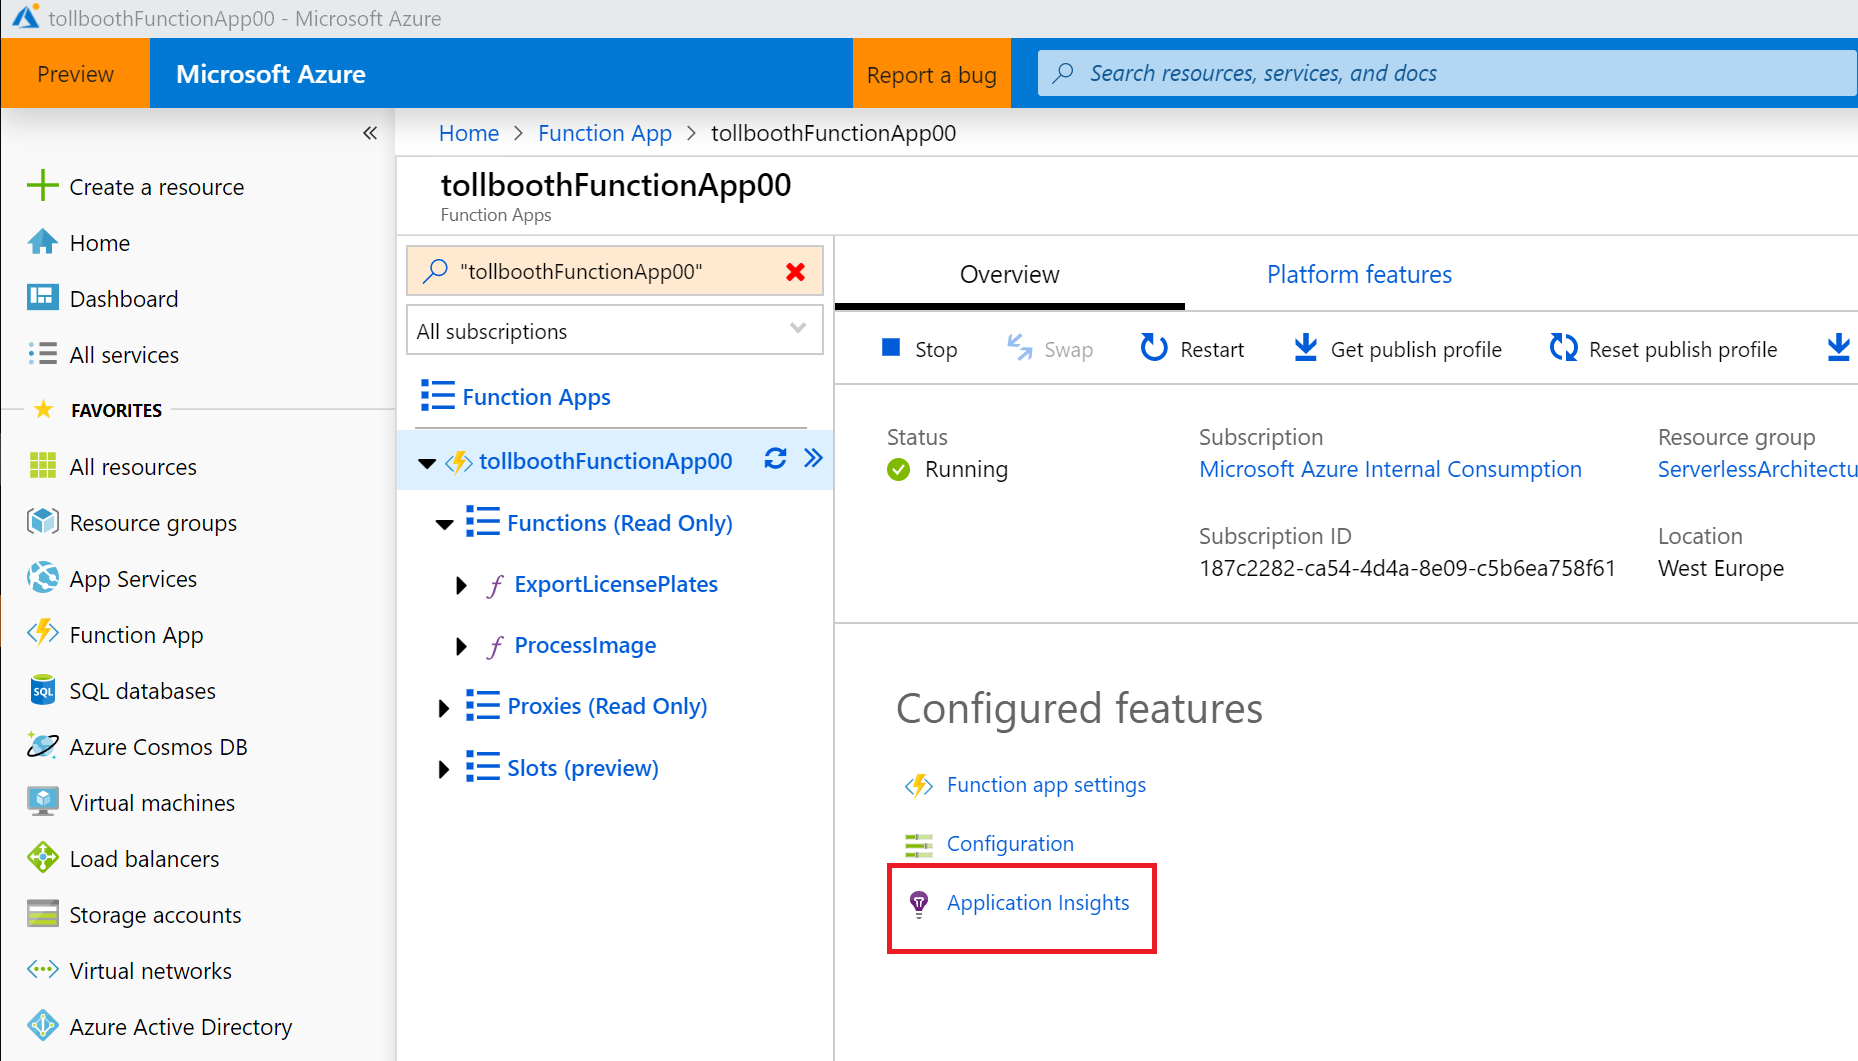 tollboothFunctionApp00 - Microsoft Azure
Preview
Microsoft Azure
Report a bug
Search resources, services, and docs
«
Create a resource
Home
Dashboard
All services
FAVORITES
All resources
Resource groups
App Services
Function App
SQL databases
Azure Cosmos DB
Virtual machines
Load balancers
Storage accounts
Virtual networks
Azure Active Directory
Home > Function App > tollboothFunctionApp00
tollboothFunctionApp00
Function Apps
"tollboothFunctionApp00"
All subscriptions
Function Apps
tollboothFunctionApp00
Functions (Read Only)
ExportLicensePlates
ProcessImage
Proxies (Read Only)
Slots (preview)
Overview
Platform features
Stop
Swap
Restart
Get publish profile
Reset publish profile
Status
Running
Subscription
Microsoft Azure Internal Consumption
Subscription ID
187c2282-ca54-4d4a-8e09-c5b6ea758f61
Resource group
ServerlessArchitectu
Location
West Europe
Configured features
Function app settings
Configuration
Application Insights